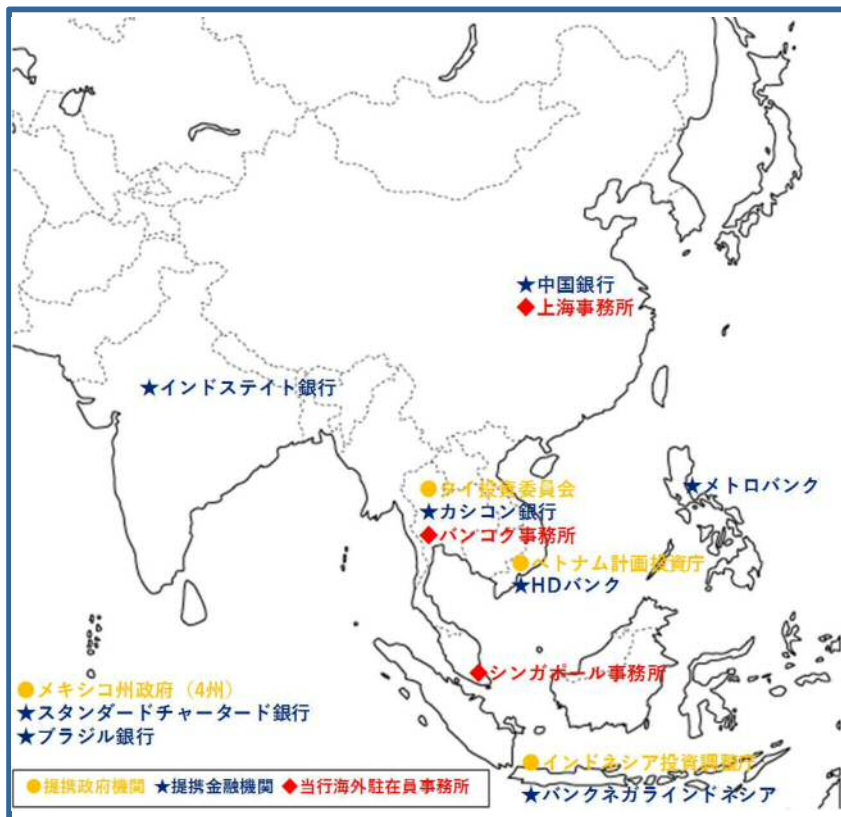 ★中国銀行
◆上海事務所
★インドステイト銀行
●タイ投資委員会
★カシコン銀行
◆バンコク事務所
★メトロバンク
●ベトナム計画投資庁
★HDバンク
◆シンガポール事務所
●メキシコ州政府（4州）
★スタンダードチャータード銀行
★ブラジル銀行
●インドネシア投資調整庁
★バンクネガラインドネシア
●提携政府機関 ★提携金融機関 ◆当行海外駐在員事務所